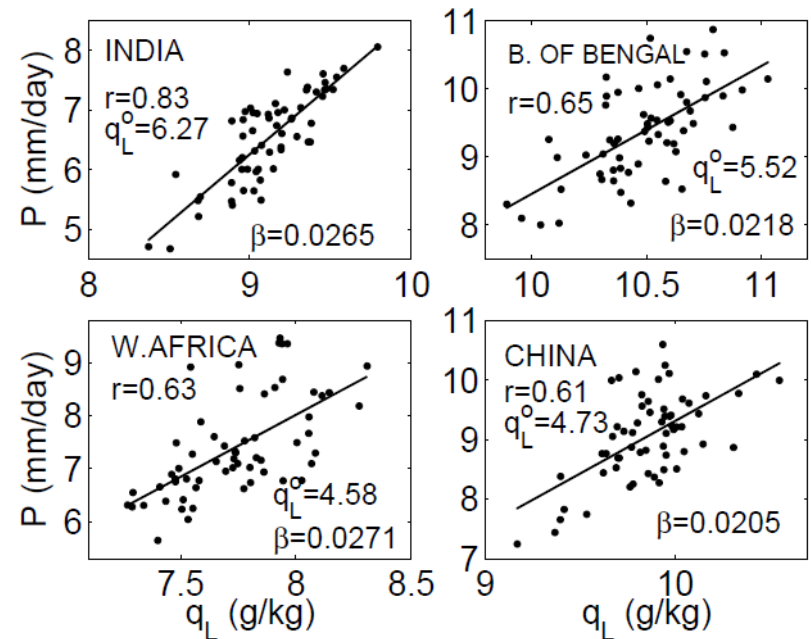 INDIA
r=0.83
q_L^o=6.27
β=0.0265
P (mm/day)
8
7
6
5
8
9
10
B. OF BENGAL
r=0.65
q_L^o=5.52
β=0.0218
11
10
9
8
10
10.5
11
W.AFRICA
r=0.63
q_L^o=4.58
β=0.0271
P (mm/day)
9
8
7
6
7.5
8
8.5
q_L (g/kg)
CHINA
r=0.61
q_L^o=4.73
β=0.0205
11
10
9
8
7
9
10
q_L (g/kg)